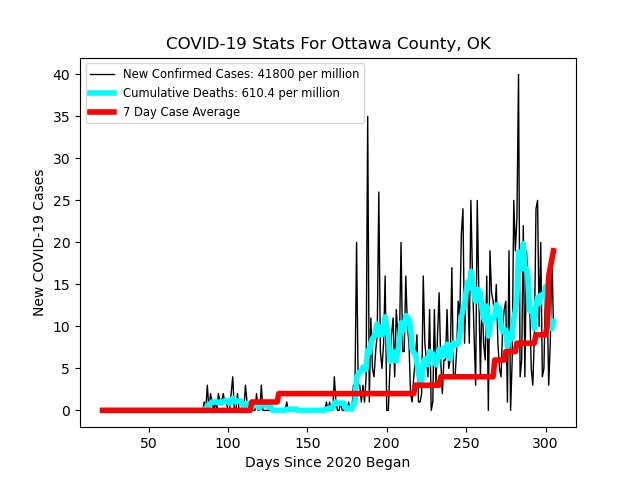 COVID-19 Stats For Ottawa County, OK
New Confirmed Cases: 41800 per million
Cumulative Deaths: 610.4 per million
7 Day Case Average
New COVID-19 Cases
40
35
30
25
20
15
10
5
0
50 100 150 200 250 300
Days Since 2020 Began